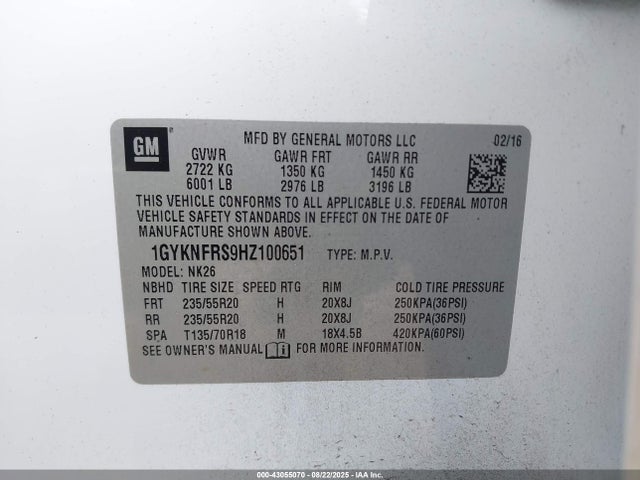 GM
MFD BY GENERAL MOTORS LLC 02/16
GVWR GAWR FRT GAWR RR
2722 KG 1350 KG 1450 KG
6001 LB 2976 LB 3196 LB
THIS VEHICLE CONFORMS TO ALL APPLICABLE U.S. FEDERAL MOTOR
VEHICLE SAFETY STANDARDS IN EFFECT ON THE DATE OF
MANUFACTURE SHOWN ABOVE.
1GYKNFRS9HZ100651 TYPE: M.P.V.
MODEL: NK26
NBHD TIRE SIZE SPEED RTG RIM COLD TIRE PRESSURE
FRT 235/55R20 H 20X8J 250KPA(36PSI)
RR 235/55R20 H 20X8J 250KPA(36PSI)
SPA T135/70R18 M 18X4.5B 420KPA(60PSI)
SEE OWNER'S MANUAL FOR MORE INFORMATION.
000-43055070 - 08/22/2025 - IAAI.COM